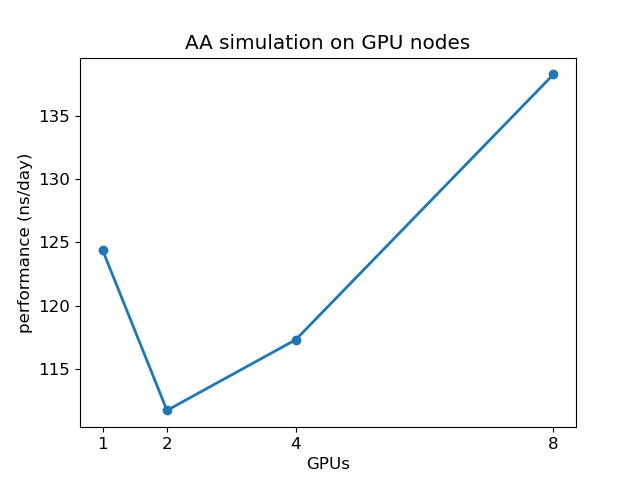 AA simulation on GPU nodes
performance (ns/day)
135
130
125
120
115
1 2 4 8
GPUs